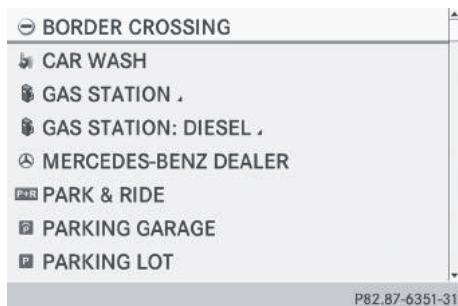 BORDER CROSSING
CAR WASH
GAS STATION
GAS STATION: DIESEL
MERCEDES-BENZ DEALER
P+R PARK & RIDE
P PARKING GARAGE
P PARKING LOT
P82.87-6351-31